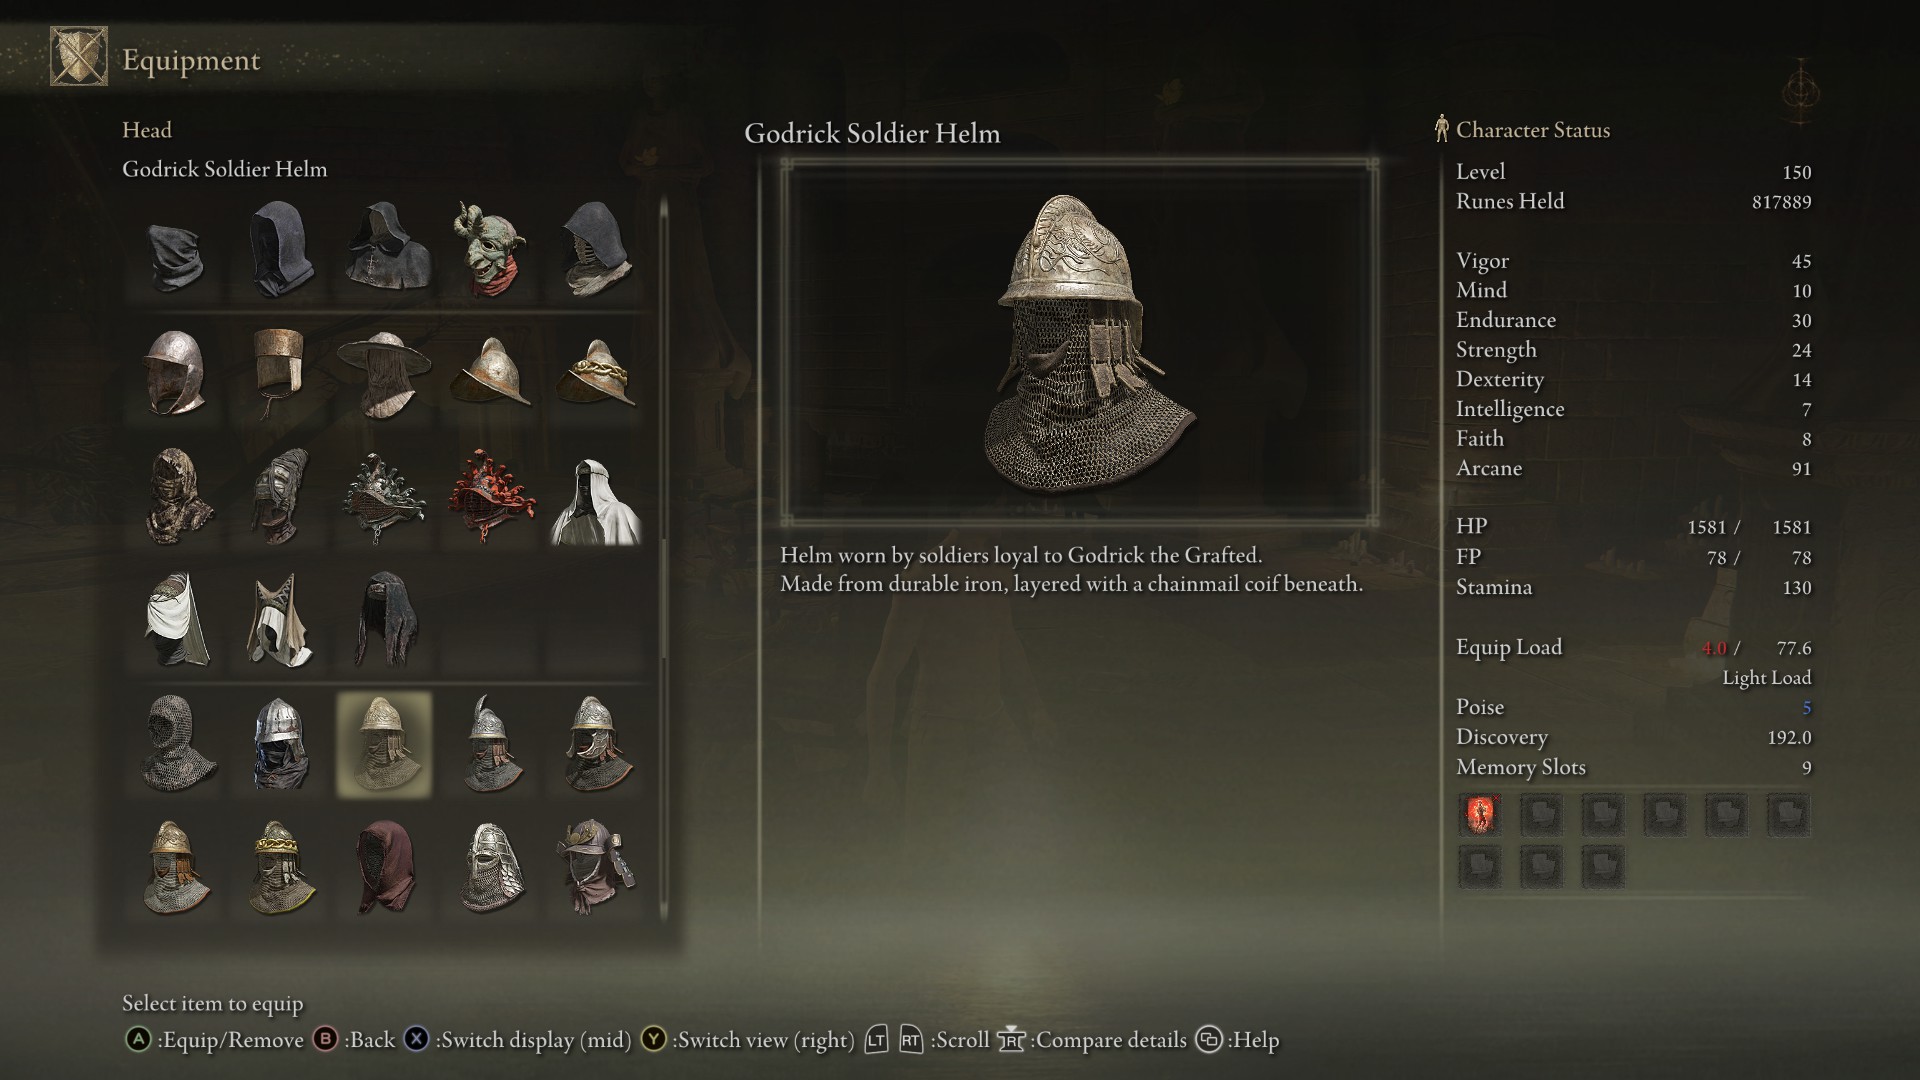 Equipment
Head
Godrick Soldier Helm
Godrick Soldier Helm
Helm worn by soldiers loyal to Godrick the Grafted.
Made from durable iron, layered with a chainmail coif beneath.
Character Status
Level 150
Runes Held 817889
Vigor 45
Mind 10
Endurance 30
Strength 24
Dexterity 14
Intelligence 7
Faith 8
Arcane 91
HP 1581 / 1581
FP 78 / 78
Stamina 130
Equip Load 4.0 / 77.6
Light Load
Poise 5
Discovery 192.0
Memory Slots 9
Select item to equip
A :Equip/Remove B :Back X :Switch display (mid) Y :Switch view (right) LT RT :Scroll R :Compare details :Help